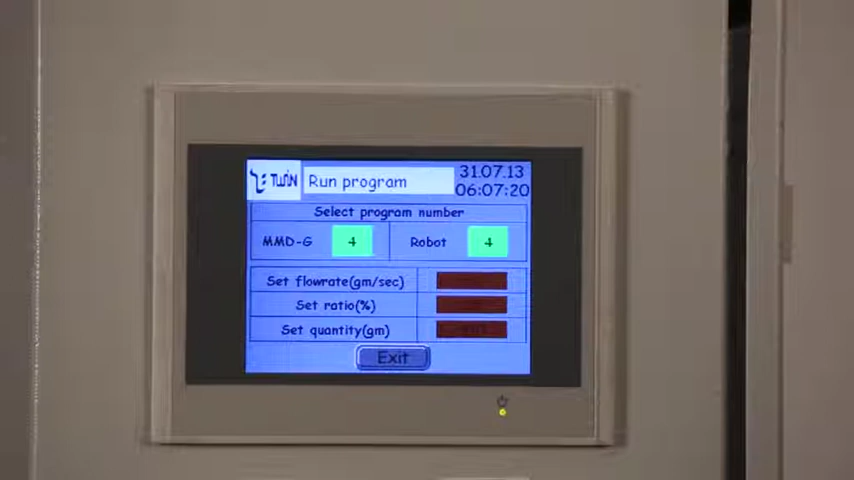 TWIN
Run program
31.07.13
06:07:20
Select program number
MMD-G 4 Robot 4
Set flowrate(gm/sec)
Set ratio(%)
Set quantity(gm)
Exit